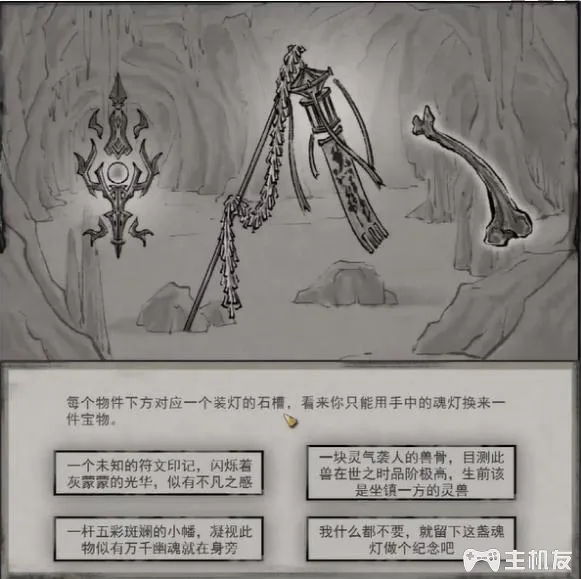 每个物件下方对应一个装灯的石槽，看来你只能用手中的魂灯换来一
件宝物。
一个未知的符文印记，闪烁着
灰蒙蒙的光华，似有不凡之感
一块灵气袭人的兽骨，目测此
兽在世之时品阶极高，生前该
是坐镇一方的灵兽
一杆五彩斑斓的小幡，凝视此
物似有万千幽魂就在身旁
我什么都不要，就留下这盏魂
灯做个纪念吧
主机友